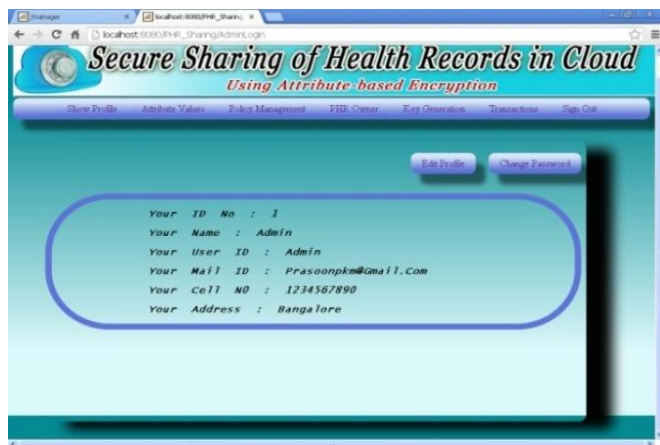 /manager
localhost:8080/PHR_Sharing
localhost:8080/PHR_Sharing/AdminLogin
Secure Sharing of Health Records in Cloud
Using Attribute-based Encryption
Show Profile Attribute Values Policy Management PHR Owner Key Generation Transactions Sign Out
Edit Profile Change Password
Your ID No : 1
Your Name : Admin
Your User ID : Admin
Your Mail ID : Prasoonpkm@Gmail.Com
Your Cell NO : 1234567890
Your Address : Bangalore